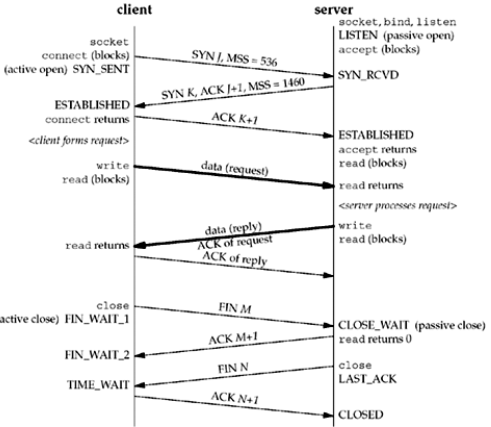 client
server
socket, bind, listen
LISTEN (passive open)
accept (blocks)
socket
connect (blocks)
(active open) SYN_SENT
SYN J, MSS = 536
SYN_RCVD
SYN K, ACK J+1, MSS = 1460
ESTABLISHED
connect returns
ACK K+1
<client forms request>
ESTABLISHED
accept returns
read (blocks)
write
read (blocks)
data (request)
read returns
<server processes request>
write
read (blocks)
data (reply)
ACK of request
read returns
ACK of reply
close
active close) FIN_WAIT_1
FIN M
CLOSE_WAIT (passive close)
read returns 0
ACK M+1
FIN_WAIT_2
close
LAST_ACK
FIN N
TIME_WAIT
ACK N+1
CLOSED